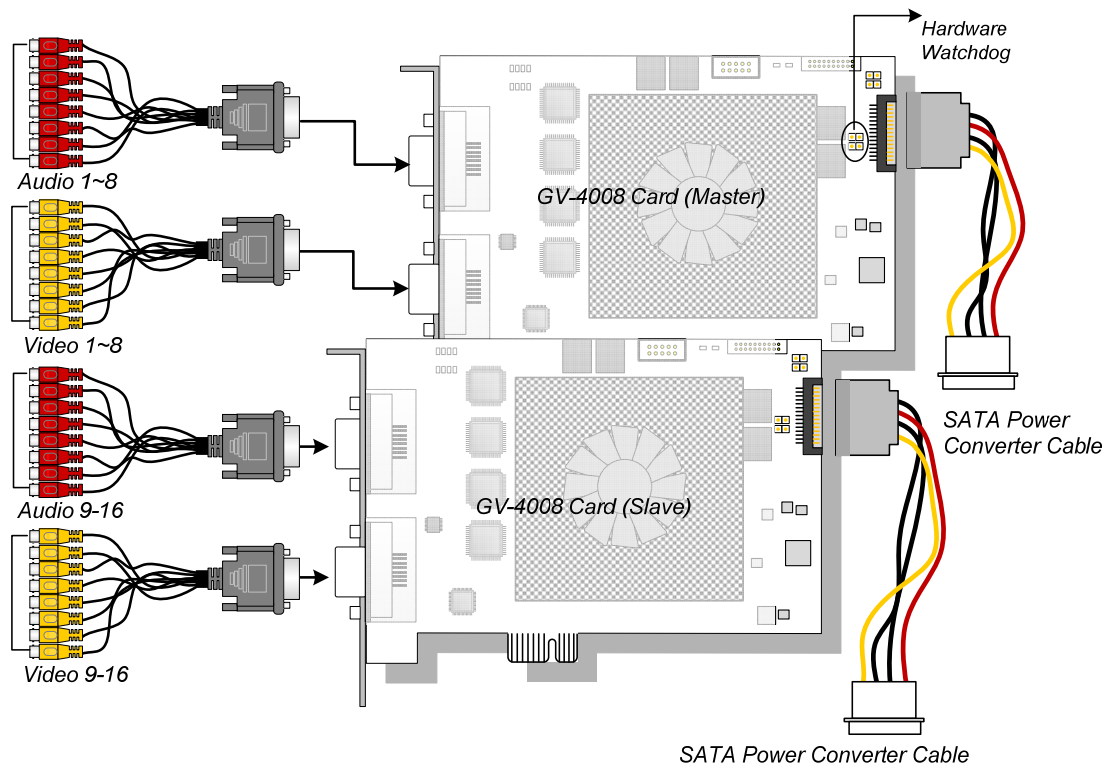 Hardware
Watchdog
Audio 1~8
GV-4008 Card (Master)
Video 1~8
SATA Power
Converter Cable
Audio 9-16
GV-4008 Card (Slave)
Video 9-16
SATA Power Converter Cable